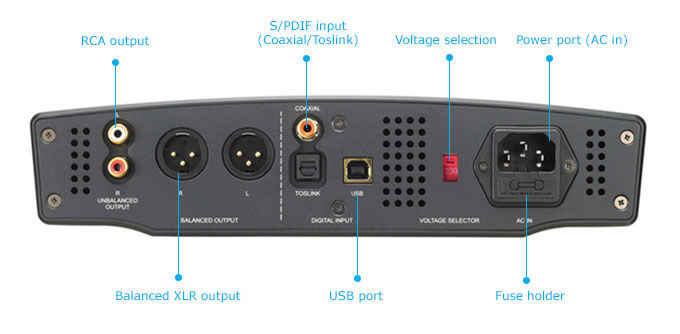 S/PDIF input
RCA output
(Coaxial/Toslink)
Voltage selection
Power port (AC in)
L
COAXIAL
230
R
UNBALANCED
OUTPUT
R
L
BALANCED OUTPUT
TOSLINK
USB
DIGITAL INPUT
VOLTAGE SELECTOR
AC IN
Balanced XLR output
USB port
Fuse holder